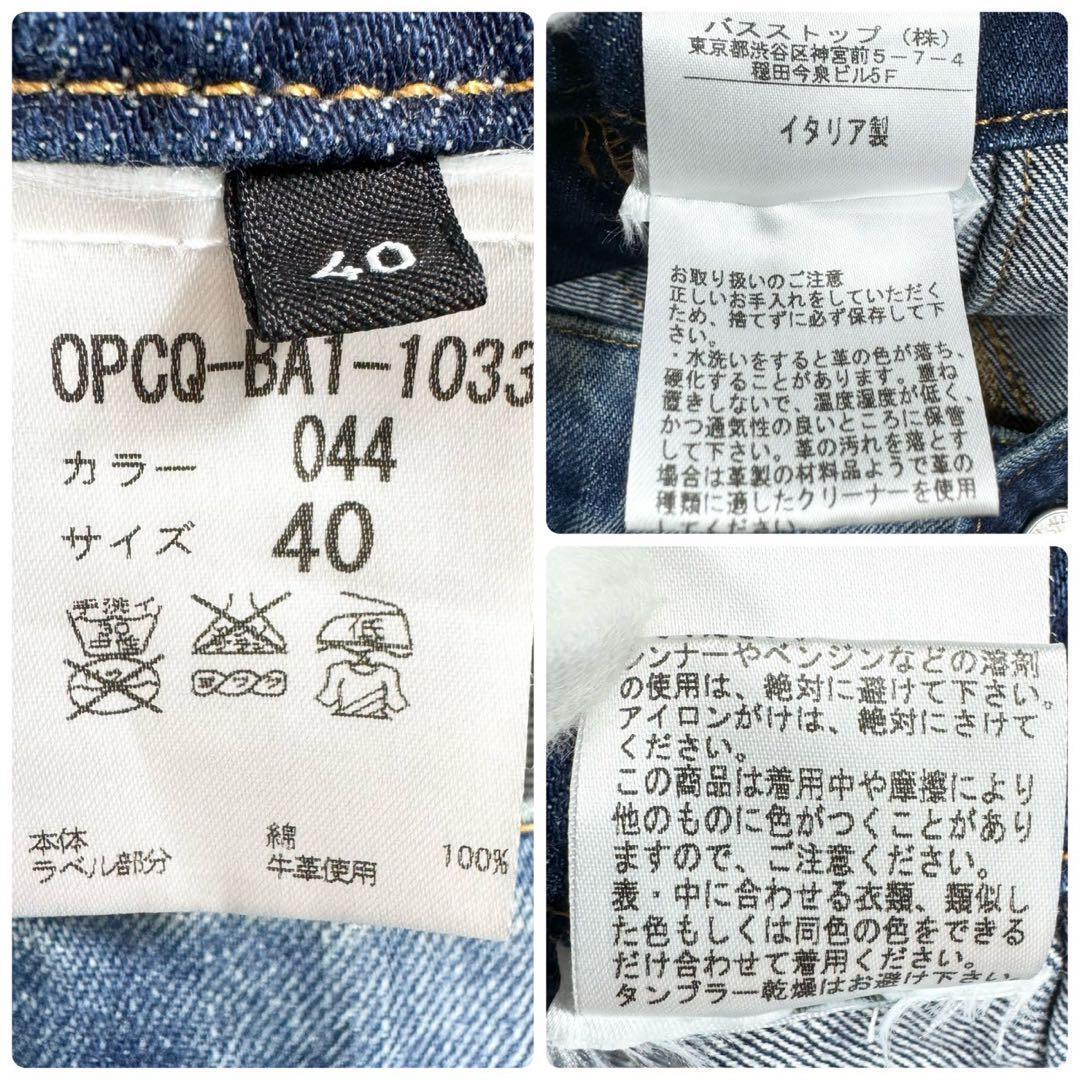 40
OPCQ-BAT-1033
カラー 044
サイズ 40
手洗イ
30
中性
低
本体 綿 100%
ラベル部分 牛革使用
バスストップ（株）
東京都渋谷区神宮前5-7-4
穏田今泉ビル5F
イタリア製
お取り扱いのご注意
正しいお手入れをしていただく
ため、捨てずに必ず保存して下
さい。
・水洗いをすると革の色が落ち、
硬化することがあります。重ね
置きしないで、温度湿度が低く、
かつ通気性の良いところに保管
して下さい。革の汚れを落とす
場合は革製の材料品ようで革の
種類に適したクリーナーを使用
してください。
シンナーやベンジンなどの溶剤
の使用は、絶対に避けて下さい。
アイロンがけは、絶対にさけて
ください。
この商品は着用中や摩擦により
他のものに色がつくことがあり
ますので、ご注意ください。
表・中に合わせる衣類、類似し
た色もしくは同色の色をできる
だけ合わせて着用ください。
タンブラー乾燥はお避け下さい